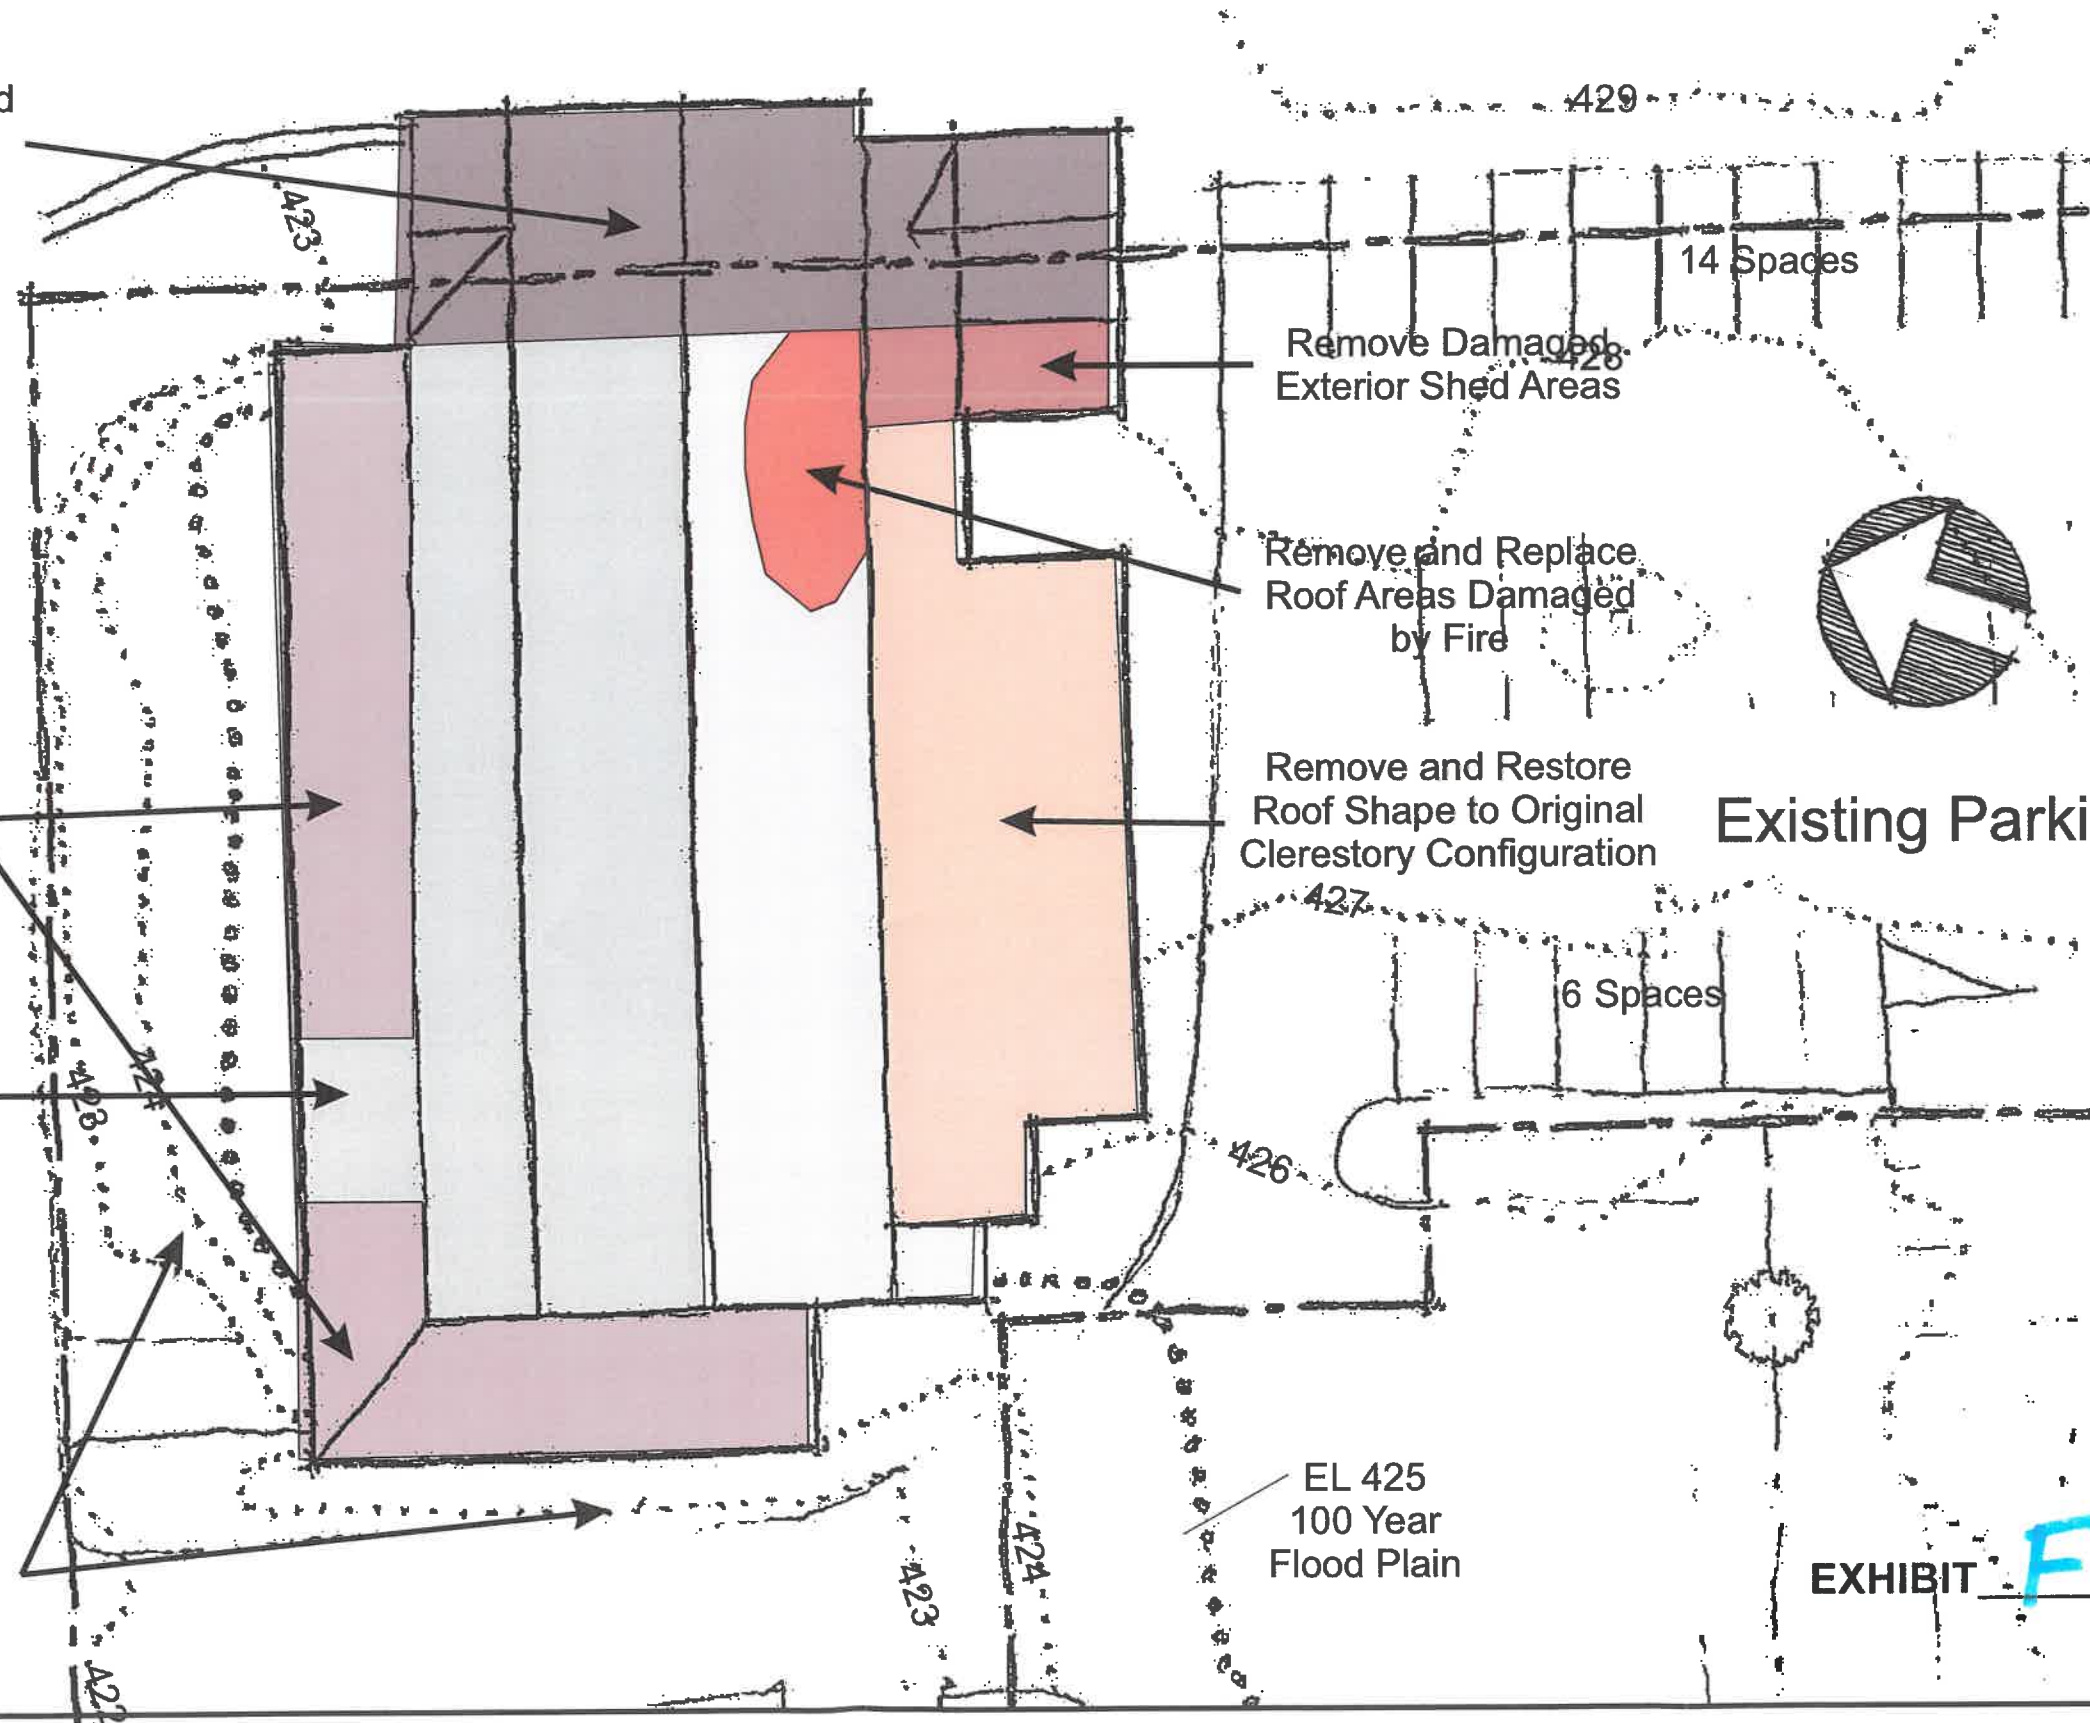 d
429
423
14 Spaces
Remove Damaged
Exterior Shed Areas
428
Remove and Replace
Roof Areas Damaged
by Fire
Remove and Restore
Roof Shape to Original
Clerestory Configuration
Existing Parki
427
6 Spaces
423
424
426
EL 425
100 Year
Flood Plain
424
423
EXHIBIT F
422